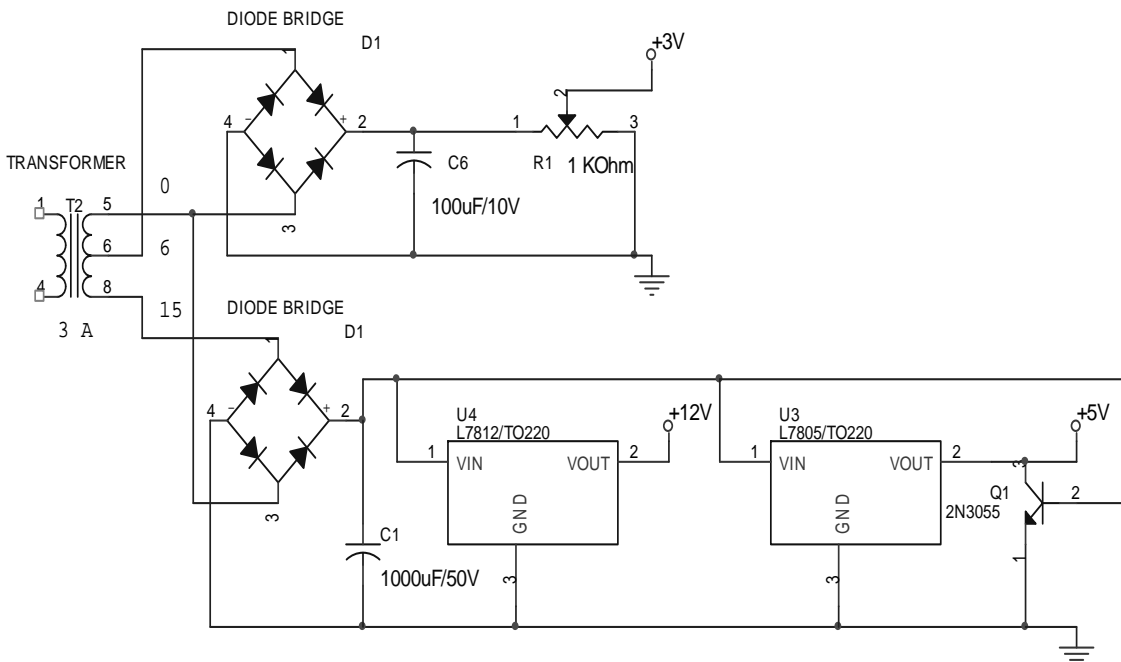 DIODE BRIDGE
D1
+3V
2
4
-
+
2
1
3
C6
R1
1 KOhm
TRANSFORMER
0
100uF/10V
1
T2
5
3
6
6
4
8
15
DIODE BRIDGE
3 A
D1
4
-
+
2
U4
L7812/TO220
+12V
U3
L7805/TO220
+5V
1
VIN
VOUT
2
1
VIN
VOUT
2
3
GND
GND
Q1
2
2N3055
3
C1
1000uF/50V
3
3
1